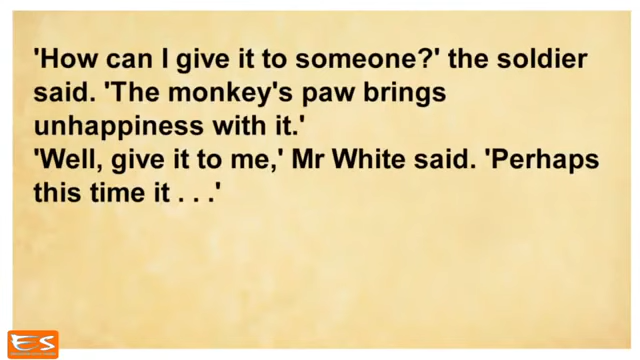 'How can I give it to someone?' the soldier
said. 'The monkey's paw brings
unhappiness with it.'
'Well, give it to me,' Mr White said. 'Perhaps
this time it . . .'
ES